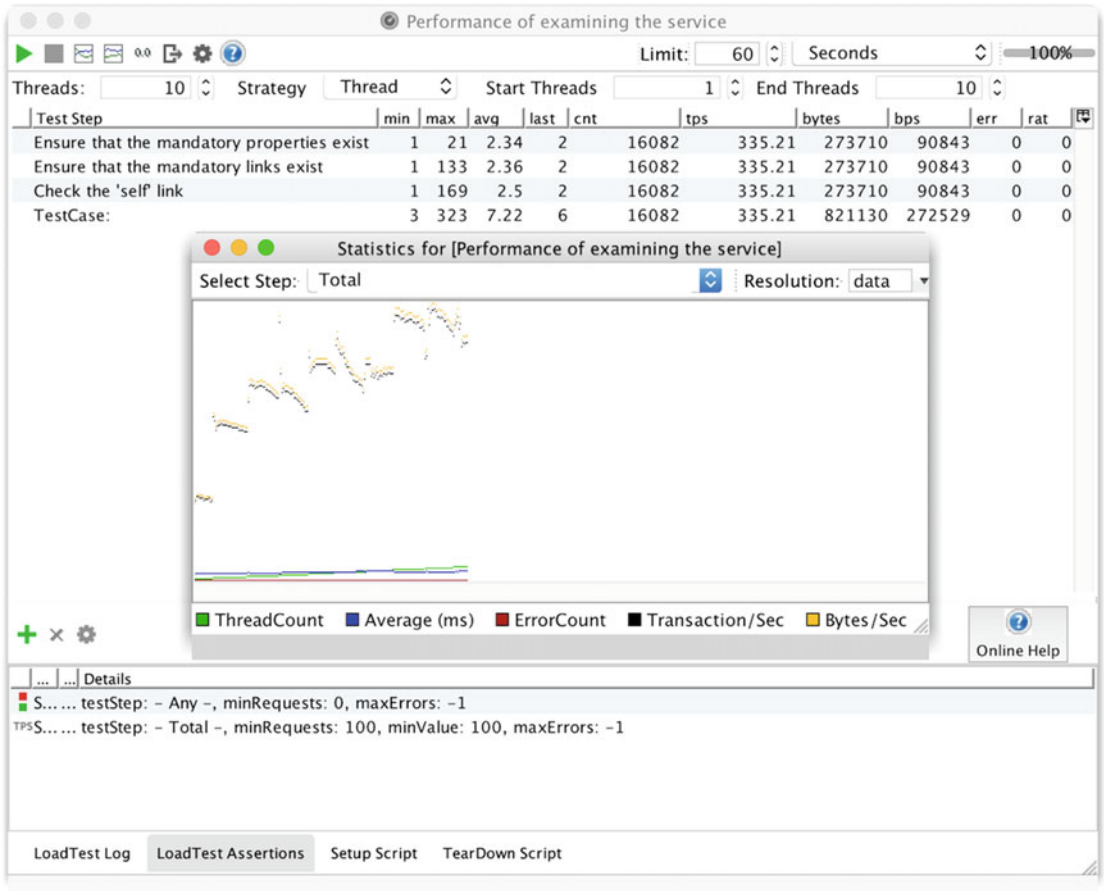 Performance of examining the service
0.0 Limit: 60 Seconds 100%
Threads: 10 Strategy Thread Start Threads 1 End Threads 10
Test Step min max avg last cnt tps bytes bps err rat
Ensure that the mandatory properties exist 1 21 2.34 2 16082 335.21 273710 90843 0 0
Ensure that the mandatory links exist 1 133 2.36 2 16082 335.21 273710 90843 0 0
Check the 'self' link 1 169 2.5 2 16082 335.21 273710 90843 0 0
TestCase: 3 323 7.22 6 16082 335.21 821130 272529 0 0
Statistics for [Performance of examining the service]
Select Step: Total Resolution: data
ThreadCount Average (ms) ErrorCount Transaction/Sec Bytes/Sec
Online Help
... ... Details
S... ... testStep: - Any -, minRequests: 0, maxErrors: -1
TPS S... ... testStep: - Total -, minRequests: 100, minValue: 100, maxErrors: -1
LoadTest Log LoadTest Assertions Setup Script TearDown Script